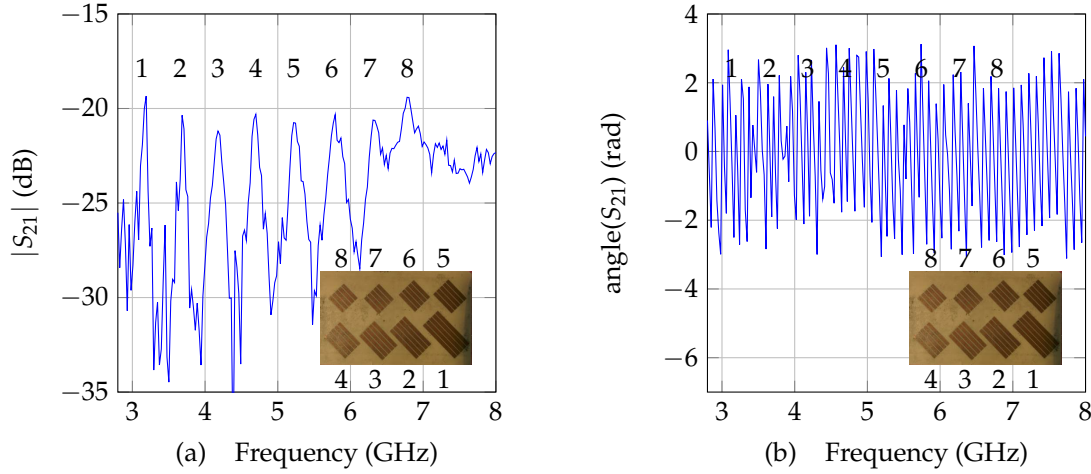 −15
−20
−25
−30
−35
|S21| (dB)
1 2 3 4 5 6 7 8
8 7 6 5
4 3 2 1
3 4 5 6 7 8
(a) Frequency (GHz)
4
2
0
−2
−4
−6
angle(S21) (rad)
1 2 3 4 5 6 7 8
8 7 6 5
4 3 2 1
3 4 5 6 7 8
(b) Frequency (GHz)